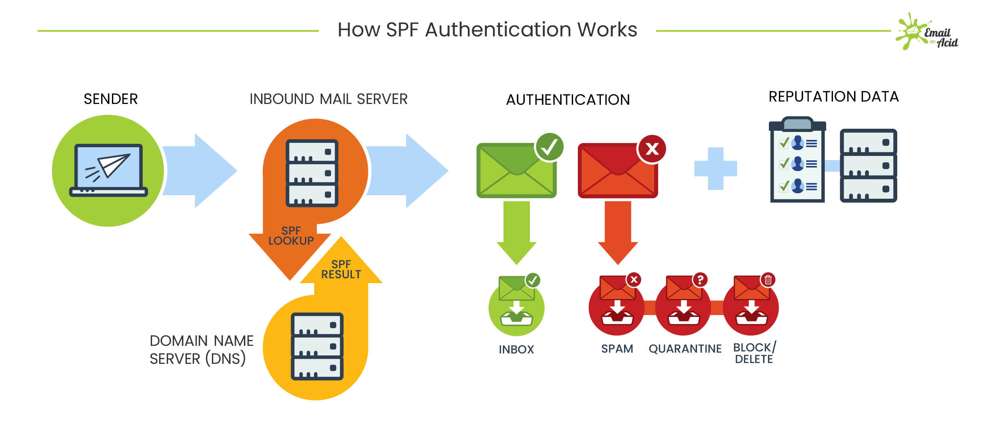 How SPF Authentication Works
Email
on Acid
SENDER
INBOUND MAIL SERVER
AUTHENTICATION
REPUTATION DATA
SPF
LOOKUP
SPF
RESULT
DOMAIN NAME
SERVER (DNS)
INBOX
SPAM
QUARANTINE
BLOCK/
DELETE